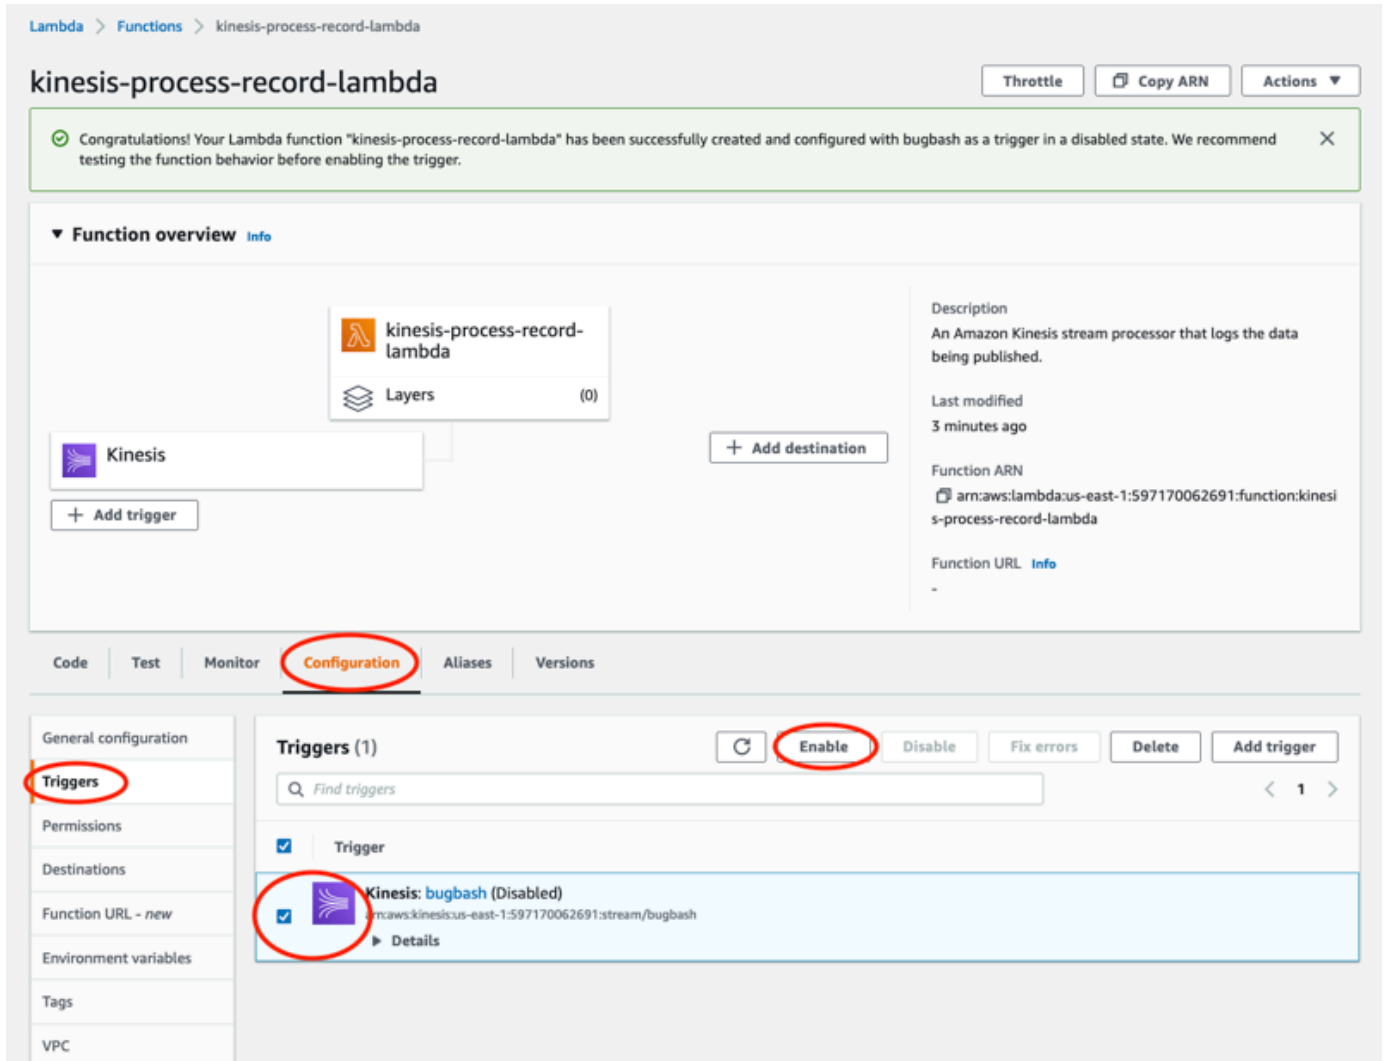 Lambda > Functions > kinesis-process-record-lambda
kinesis-process-record-lambda
Throttle
Copy ARN
Actions
Congratulations! Your Lambda function "kinesis-process-record-lambda" has been successfully created and configured with bugbash as a trigger in a disabled state. We recommend
testing the function behavior before enabling the trigger.
Function overview Info
kinesis-process-record-
lambda
Layers (0)
Kinesis
+ Add trigger
+ Add destination
Description
An Amazon Kinesis stream processor that logs the data
being published.
Last modified
3 minutes ago
Function ARN
arn:aws:lambda:us-east-1:597170062691:function:kinesi
s-process-record-lambda
Function URL Info
-
Code Test Monitor Configuration Aliases Versions
General configuration
Triggers
Permissions
Destinations
Function URL - new
Environment variables
Tags
VPC
Triggers (1)
Enable
Disable
Fix errors
Delete
Add trigger
Find triggers
< 1 >
Trigger
Kinesis: bugbash (Disabled)
arn:aws:kinesis:us-east-1:597170062691:stream/bugbash
Details